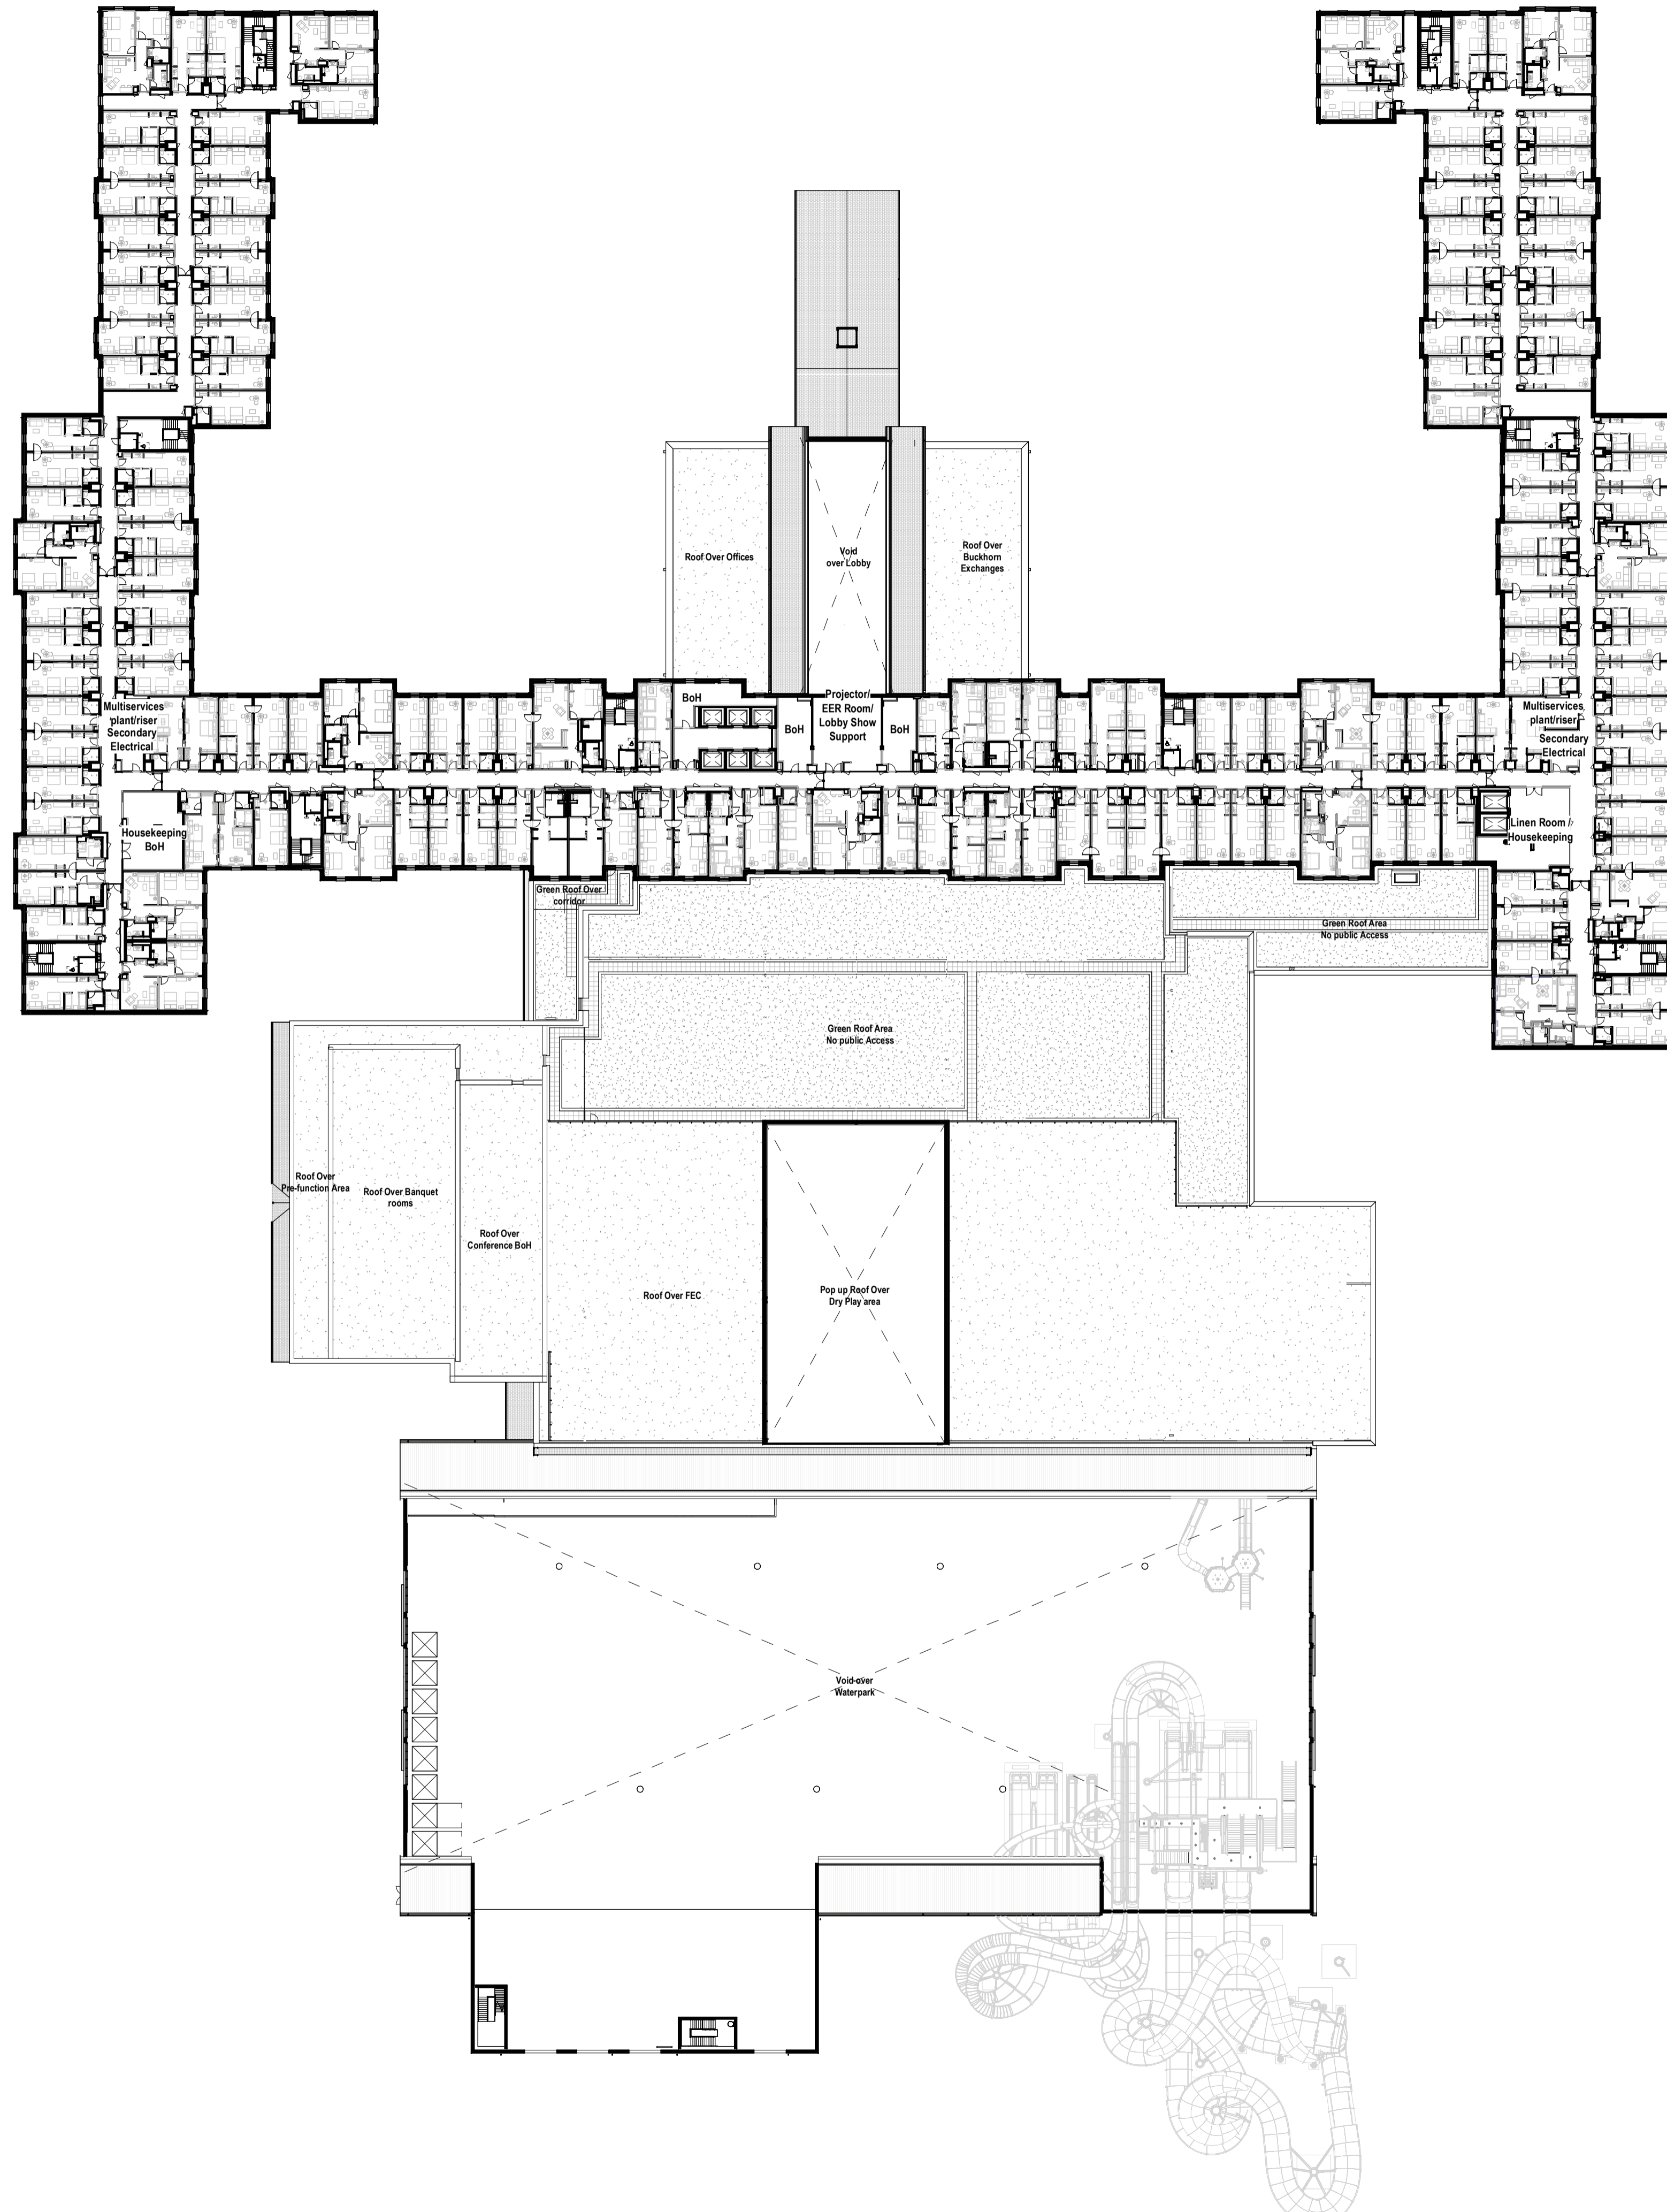 Roof Over Offices
Void
over Lobby
Roof Over
Buckhorn
Exchanges
Multiservices
plant/riser
Secondary
Electrical
BoH
BoH
Projector/
EER Room/
Lobby Show
Support
BoH
Multiservices
plant/riser
Secondary
Electrical
Housekeeping
BoH
Linen Room /
Housekeeping
Green Roof Over
corridor
Green Roof Area
No public Access
Green Roof Area
No public Access
Roof Over
Pre-function Area
Roof Over Banquet
rooms
Roof Over
Conference BoH
Roof Over FEC
Pop up Roof Over
Dry Play area
Void over
Waterpark